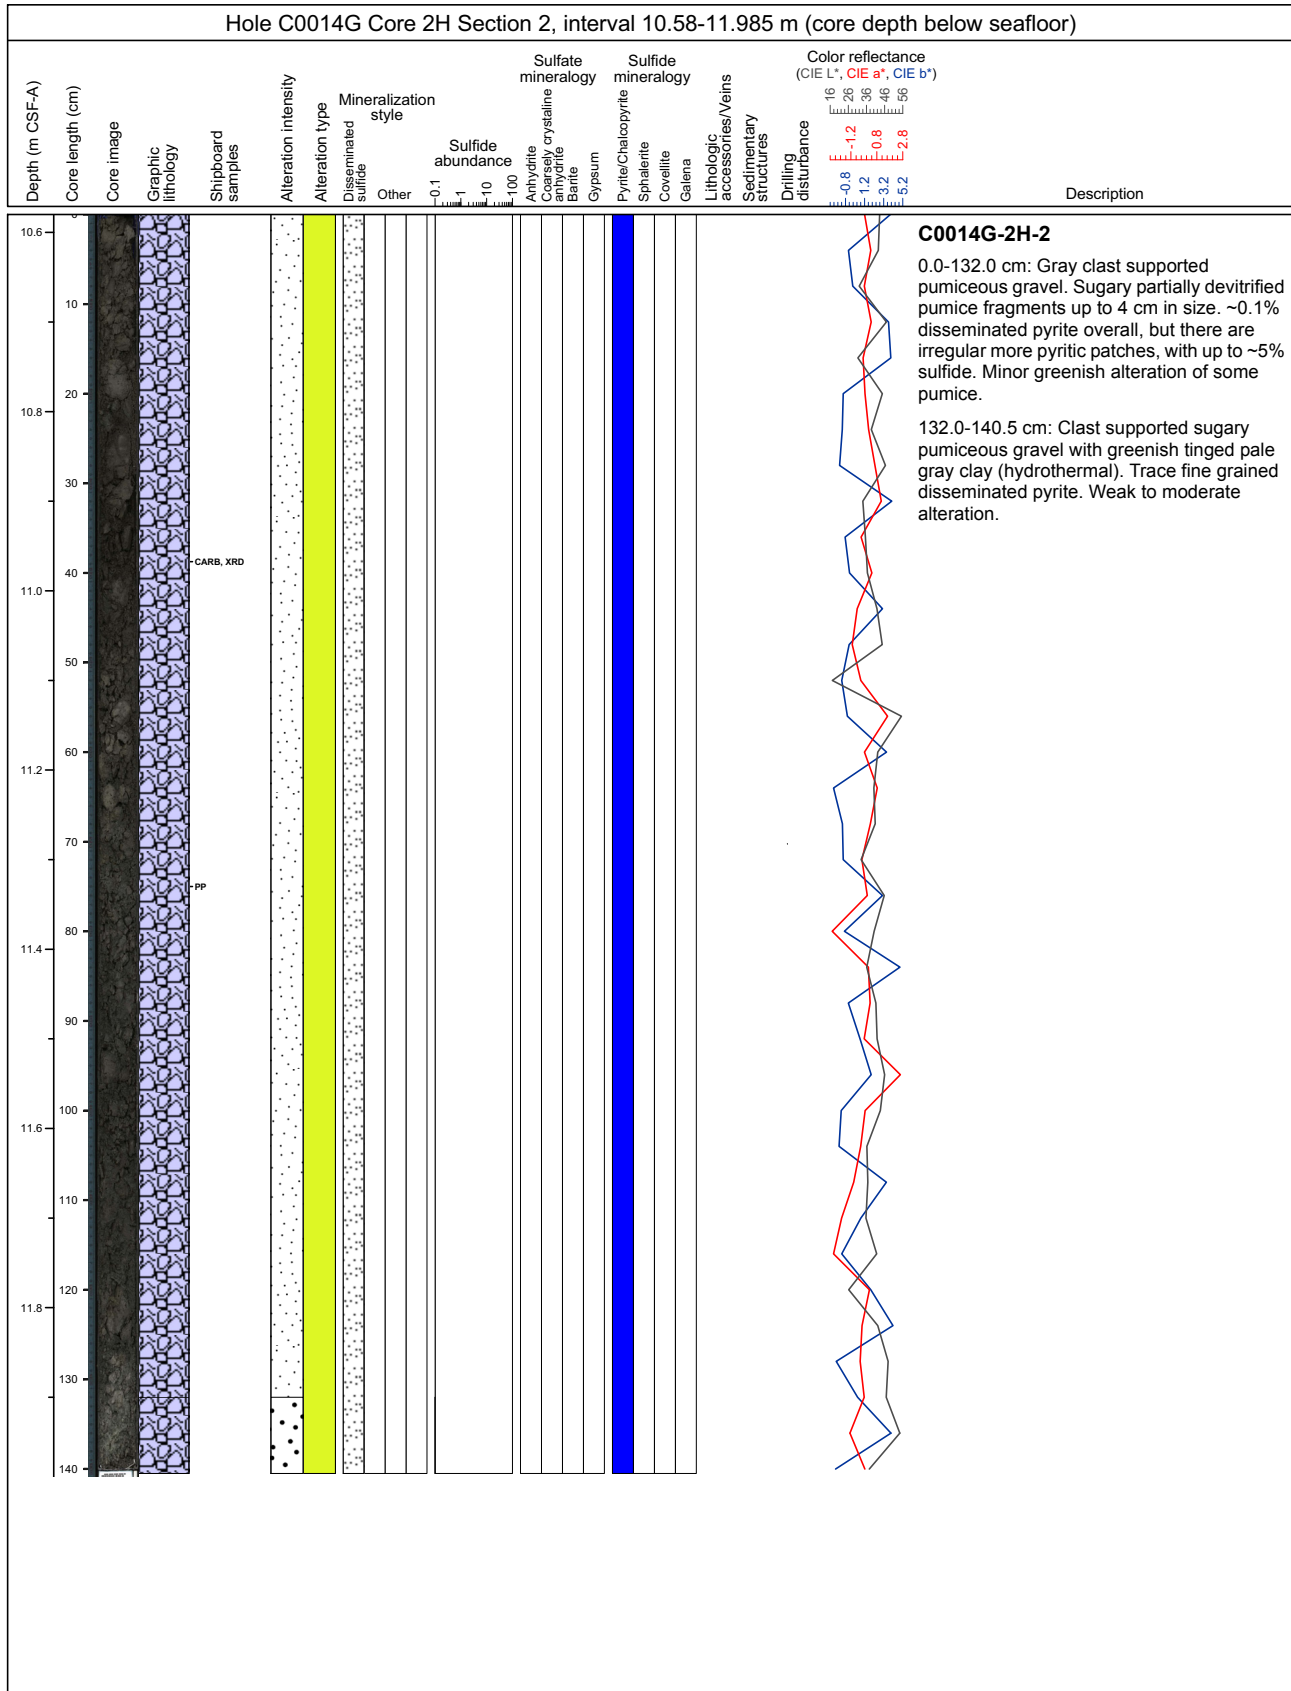 Hole C0014G Core 2H Section 2, interval 10.58-11.985 m (core depth below seafloor)
Depth (m CSF-A)
Core length (cm)
Core image
Graphic
lithology
Shipboard
samples
Alteration intensity
Alteration type
Mineralization
style
Disseminated
sulfide
Other
Sulfide
abundance
0.1
1
10
100
Sulfate
mineralogy
Anhydrite
Coarsely crystaline
anhydrite
Barite
Gypsum
Sulfide
mineralogy
Pyrite/Chalcopyrite
Sphalerite
Covellite
Galena
Lithologic
accessories/Veins
Sedimentary
structures
Drilling
disturbance
Color reflectance
(CIE L*, CIE a*, CIE b*)
16 26 36 46 56
-1.2 0.8 2.8
-0.8 1.2 3.2 5.2
Description
10.6
10.8
11.0
11.2
11.4
11.6
11.8
10
20
30
40
50
60
70
80
90
100
110
120
130
140
CARB, XRD
PP
C0014G-2H-2
0.0-132.0 cm: Gray clast supported
pumiceous gravel. Sugary partially devitrified
pumice fragments up to 4 cm in size. ~0.1%
disseminated pyrite overall, but there are
irregular more pyritic patches, with up to ~5%
sulfide. Minor greenish alteration of some
pumice.
132.0-140.5 cm: Clast supported sugary
pumiceous gravel with greenish tinged pale
gray clay (hydrothermal). Trace fine grained
disseminated pyrite. Weak to moderate
alteration.